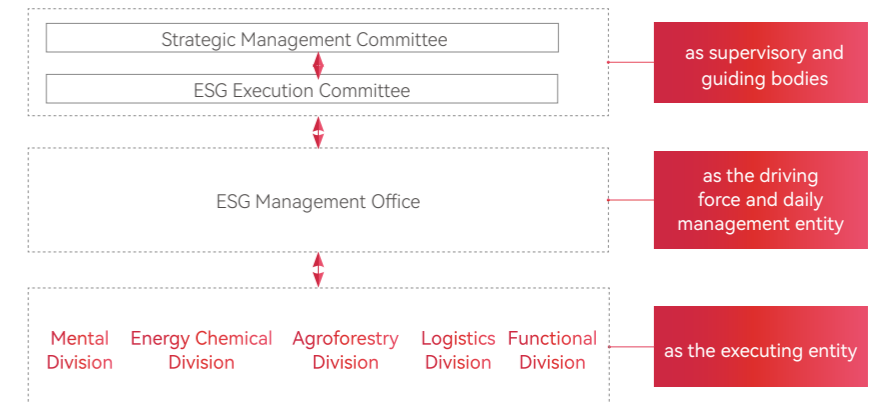 Strategic Management Committee
ESG Execution Committee
as supervisory and
guiding bodies
ESG Management Office
as the driving
force and daily
management entity
Mental
Division
Energy Chemical
Division
Agroforestry
Division
Logistics
Division
Functional
Division
as the executing entity